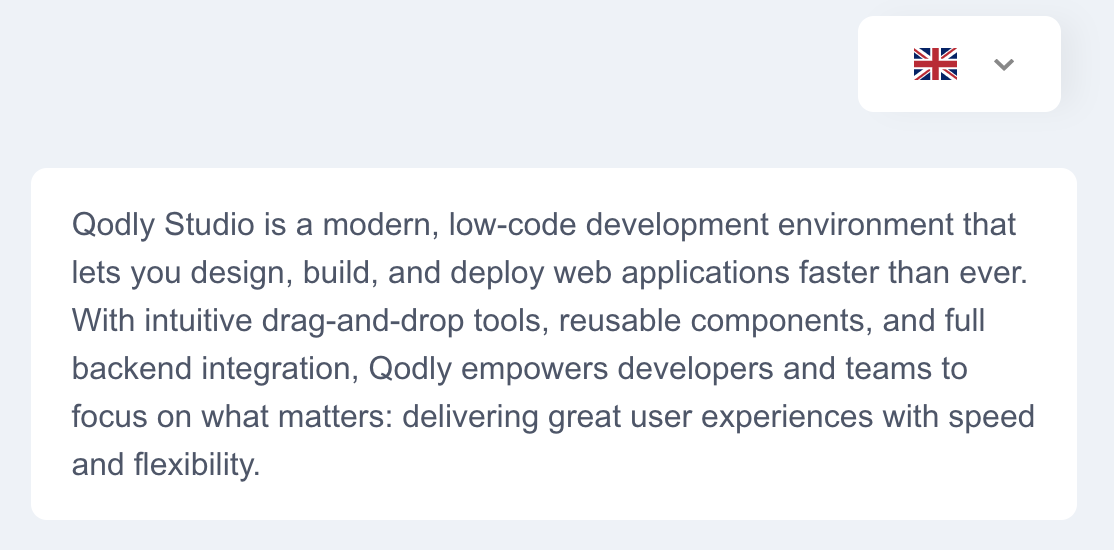 Qodly Studio is a modern, low-code development environment that
lets you design, build, and deploy web applications faster than ever.
With intuitive drag-and-drop tools, reusable components, and full
backend integration, Qodly empowers developers and teams to
focus on what matters: delivering great user experiences with speed
and flexibility.